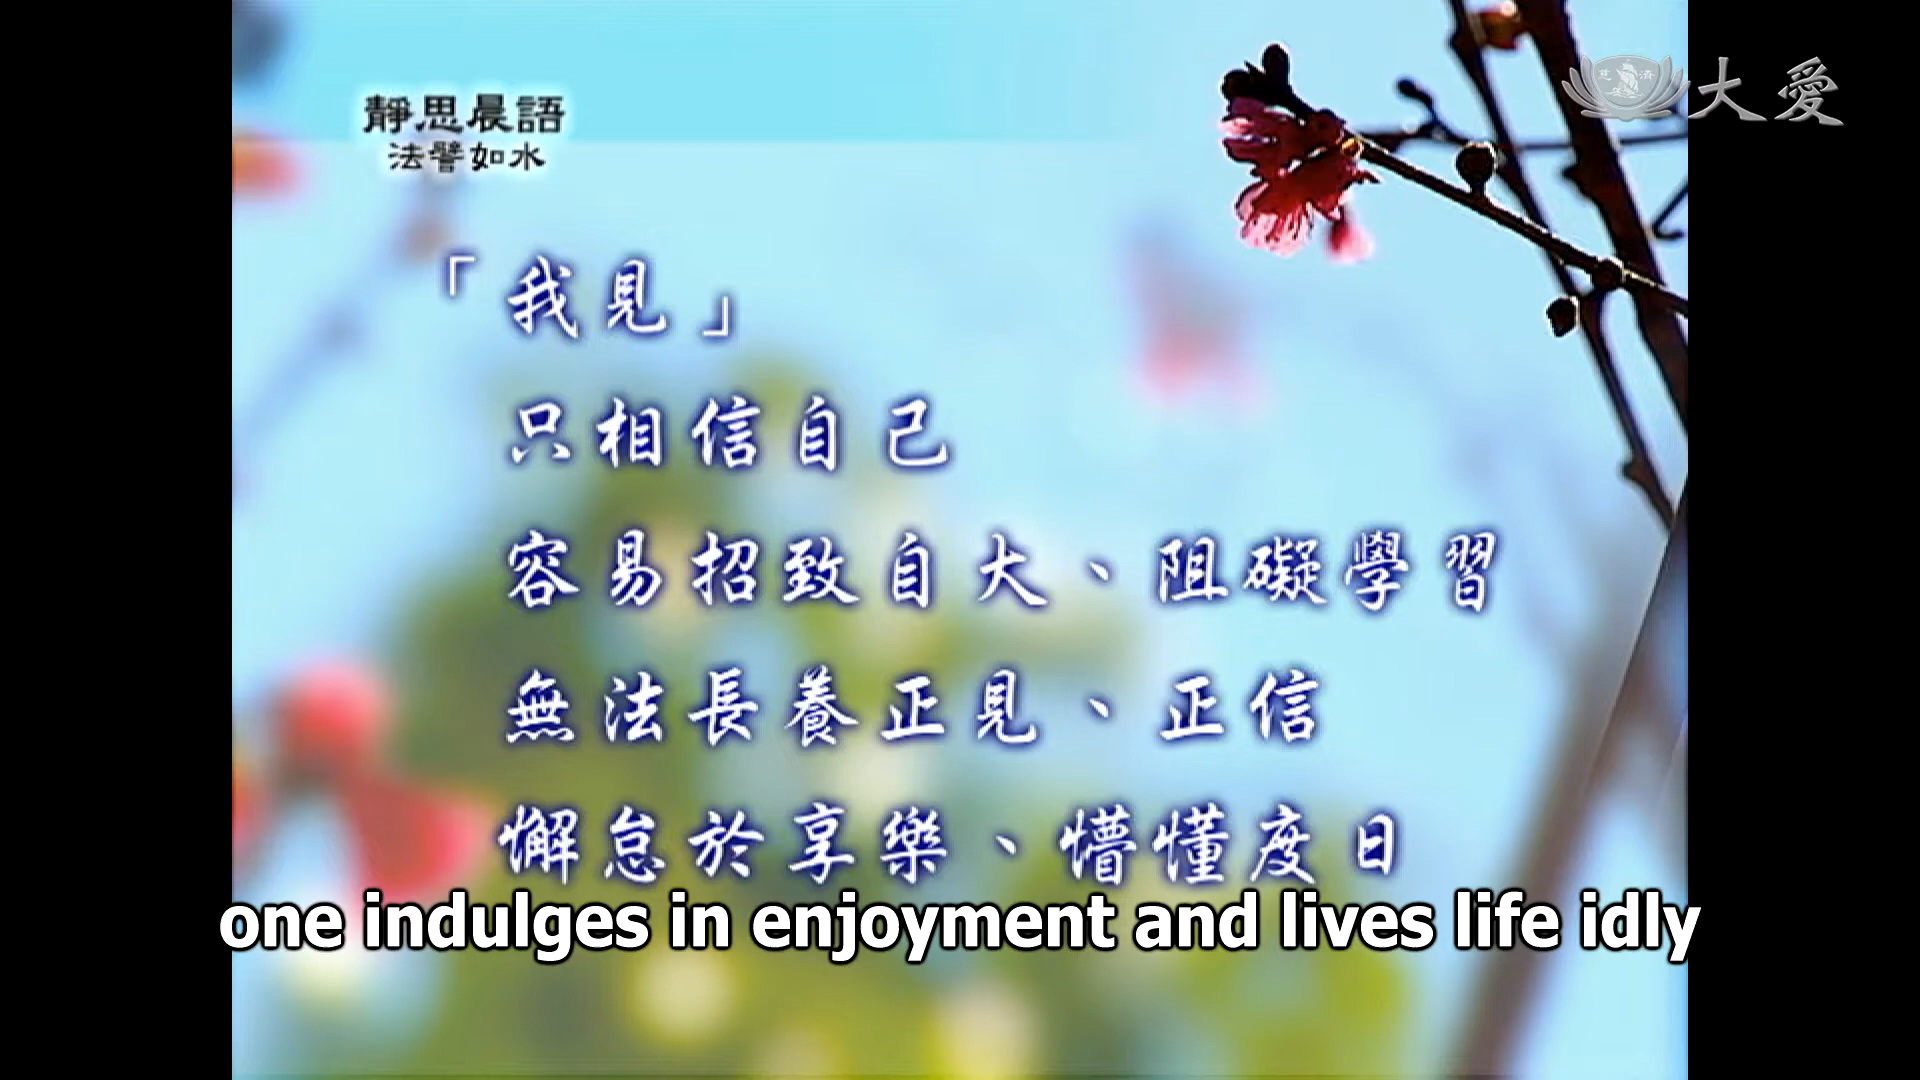 大愛
靜思晨語
法譬如水
「我見」
只相信自己
容易招致自大、阻礙學習
無法長養正見、正信
懈怠於享樂、懵懂度日
one indulges in enjoyment and lives life idly